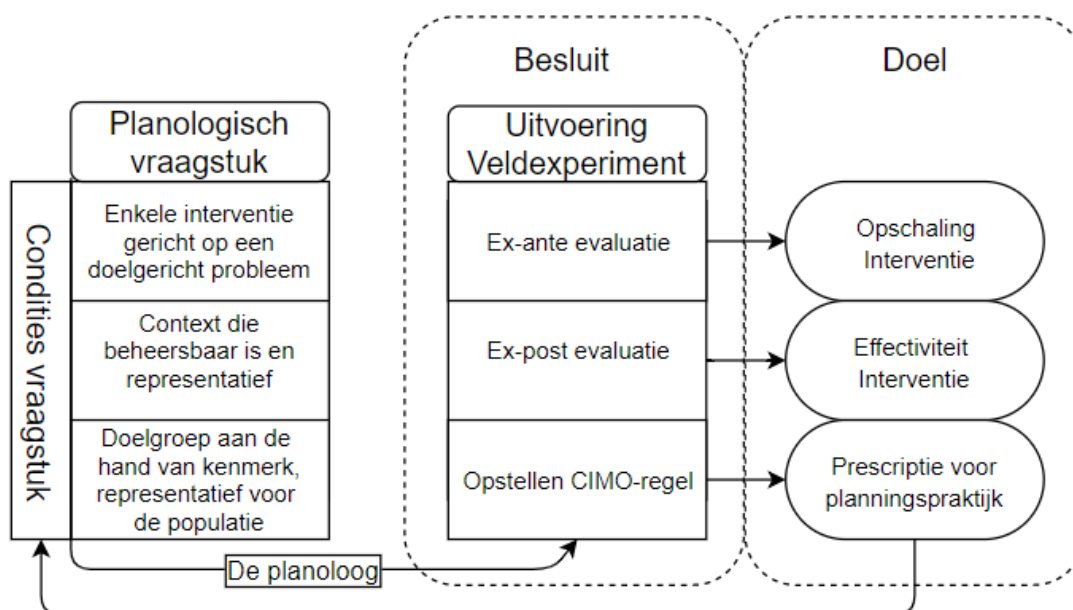 Besluit
Doel
Planologisch
vraagstuk
Uitvoering
Veldexperiment
Condities vraagstuk
Enkele interventie
gericht op een
doelgericht probleem
Ex-ante evaluatie
Opschaling
Interventie
Context die
beheersbaar is en
representatief
Ex-post evaluatie
Effectiviteit
Interventie
Doelgroep aan de
hand van kenmerk,
representatief voor
de populatie
Opstellen CIMO-regel
Prescriptie voor
planningspraktijk
De planoloog